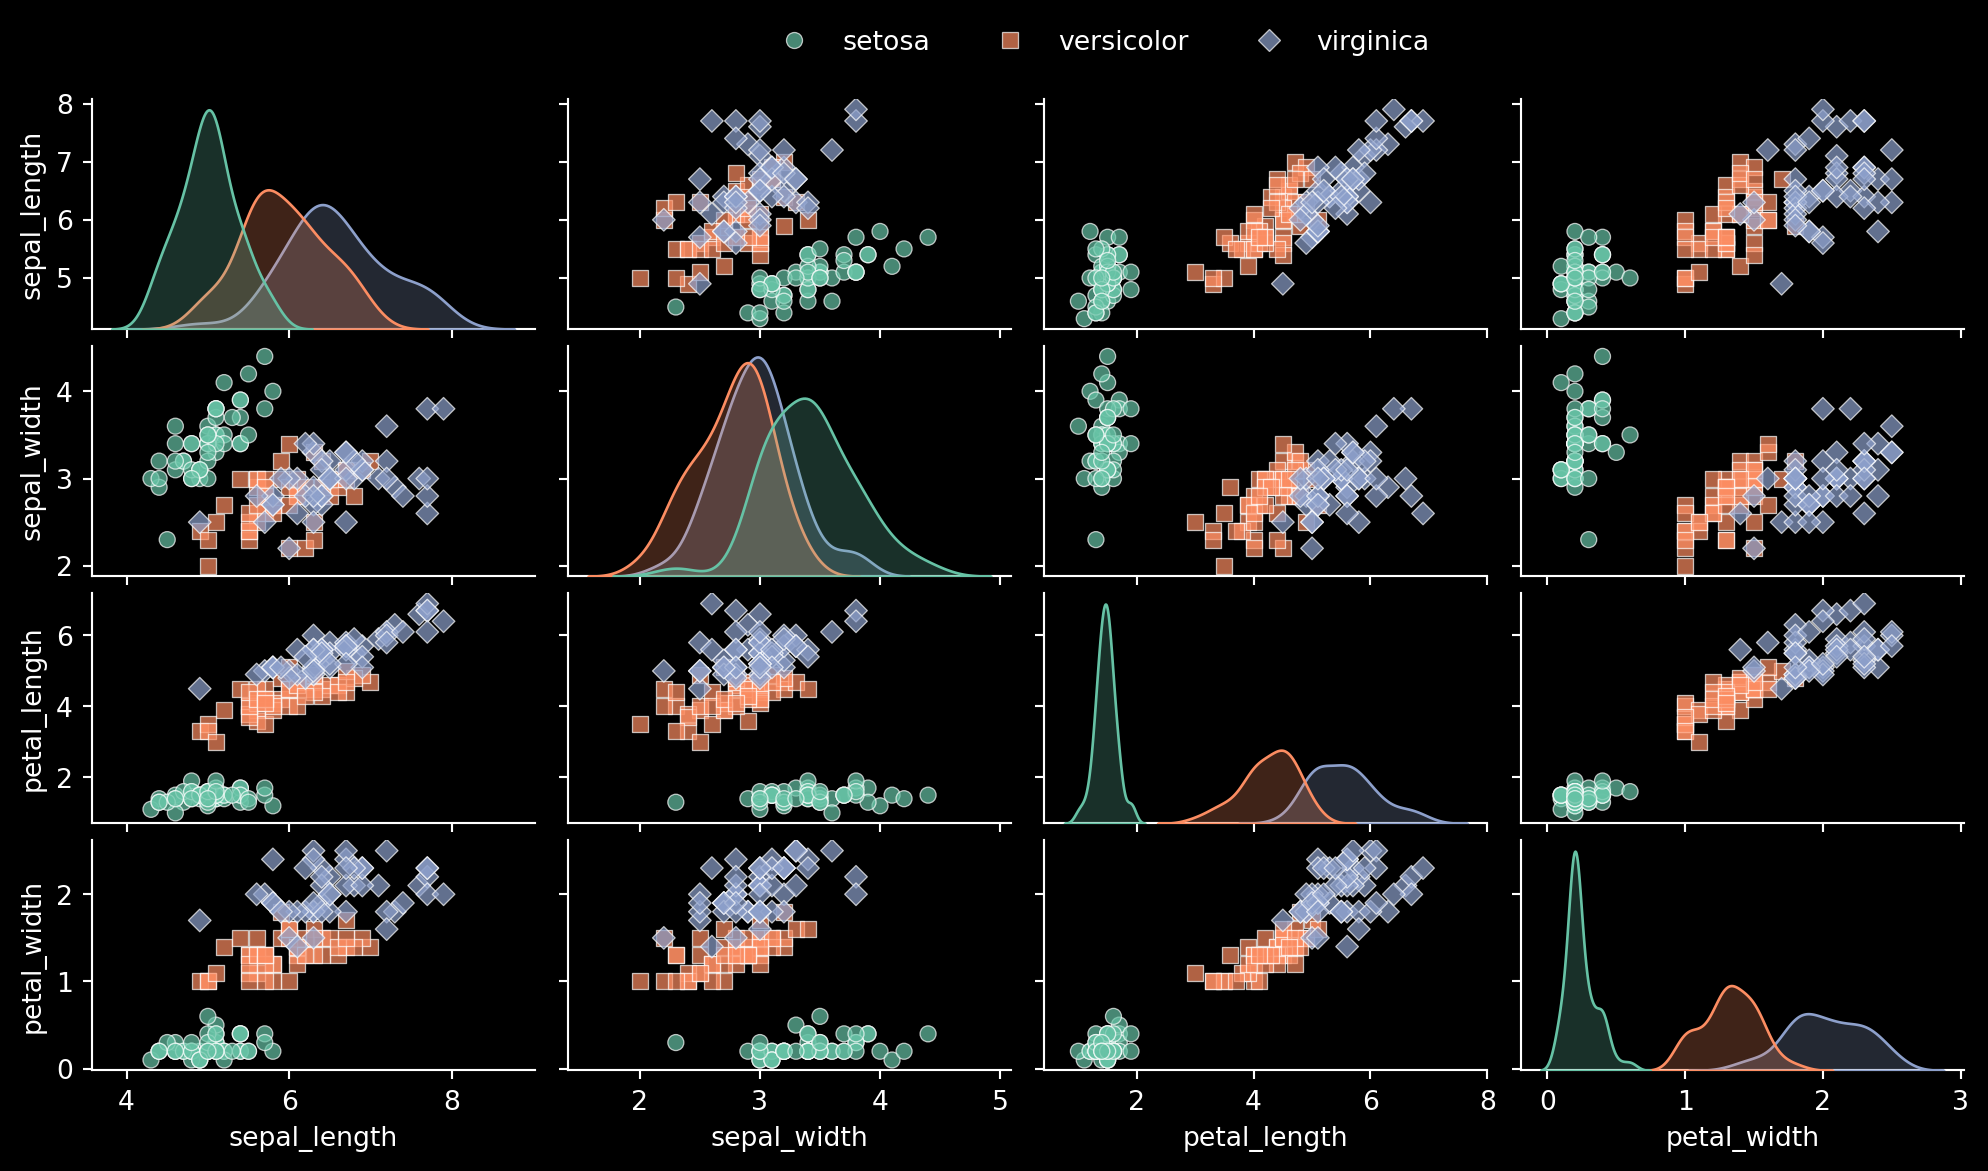 setosa versicolor virginica
8
7
6
5
sepal_length
4
3
2
sepal_width
6
4
2
petal_length
2
1
0
petal_width
4 6 8 2 3 4 5 2 4 6 8 0 1 2 3
sepal_length sepal_width petal_length petal_width